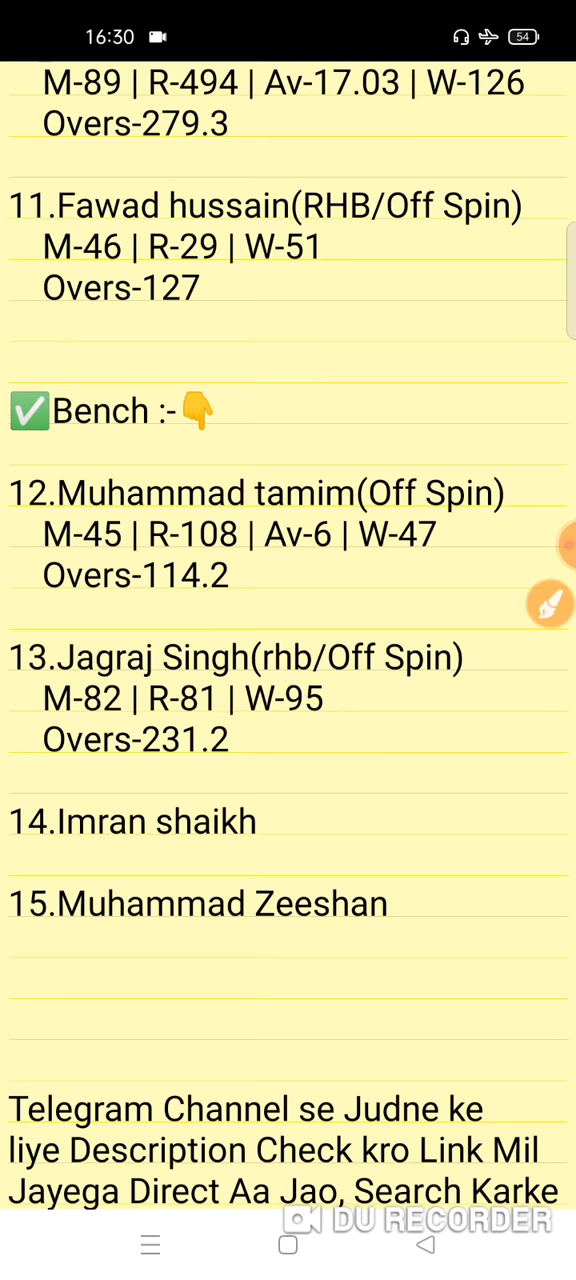 16:30
54
M-89 | R-494 | Av-17.03 | W-126
Overs-279.3
11.Fawad hussain(RHB/Off Spin)
M-46 | R-29 | W-51
Overs-127
✅Bench :-👇
12.Muhammad tamim(Off Spin)
M-45 | R-108 | Av-6 | W-47
Overs-114.2
13.Jagraj Singh(rhb/Off Spin)
M-82 | R-81 | W-95
Overs-231.2
14.Imran shaikh
15.Muhammad Zeeshan
Telegram Channel se Judne ke
liye Description Check kro Link Mil
Jayega Direct Aa Jao, Search Karke
DU RECORDER